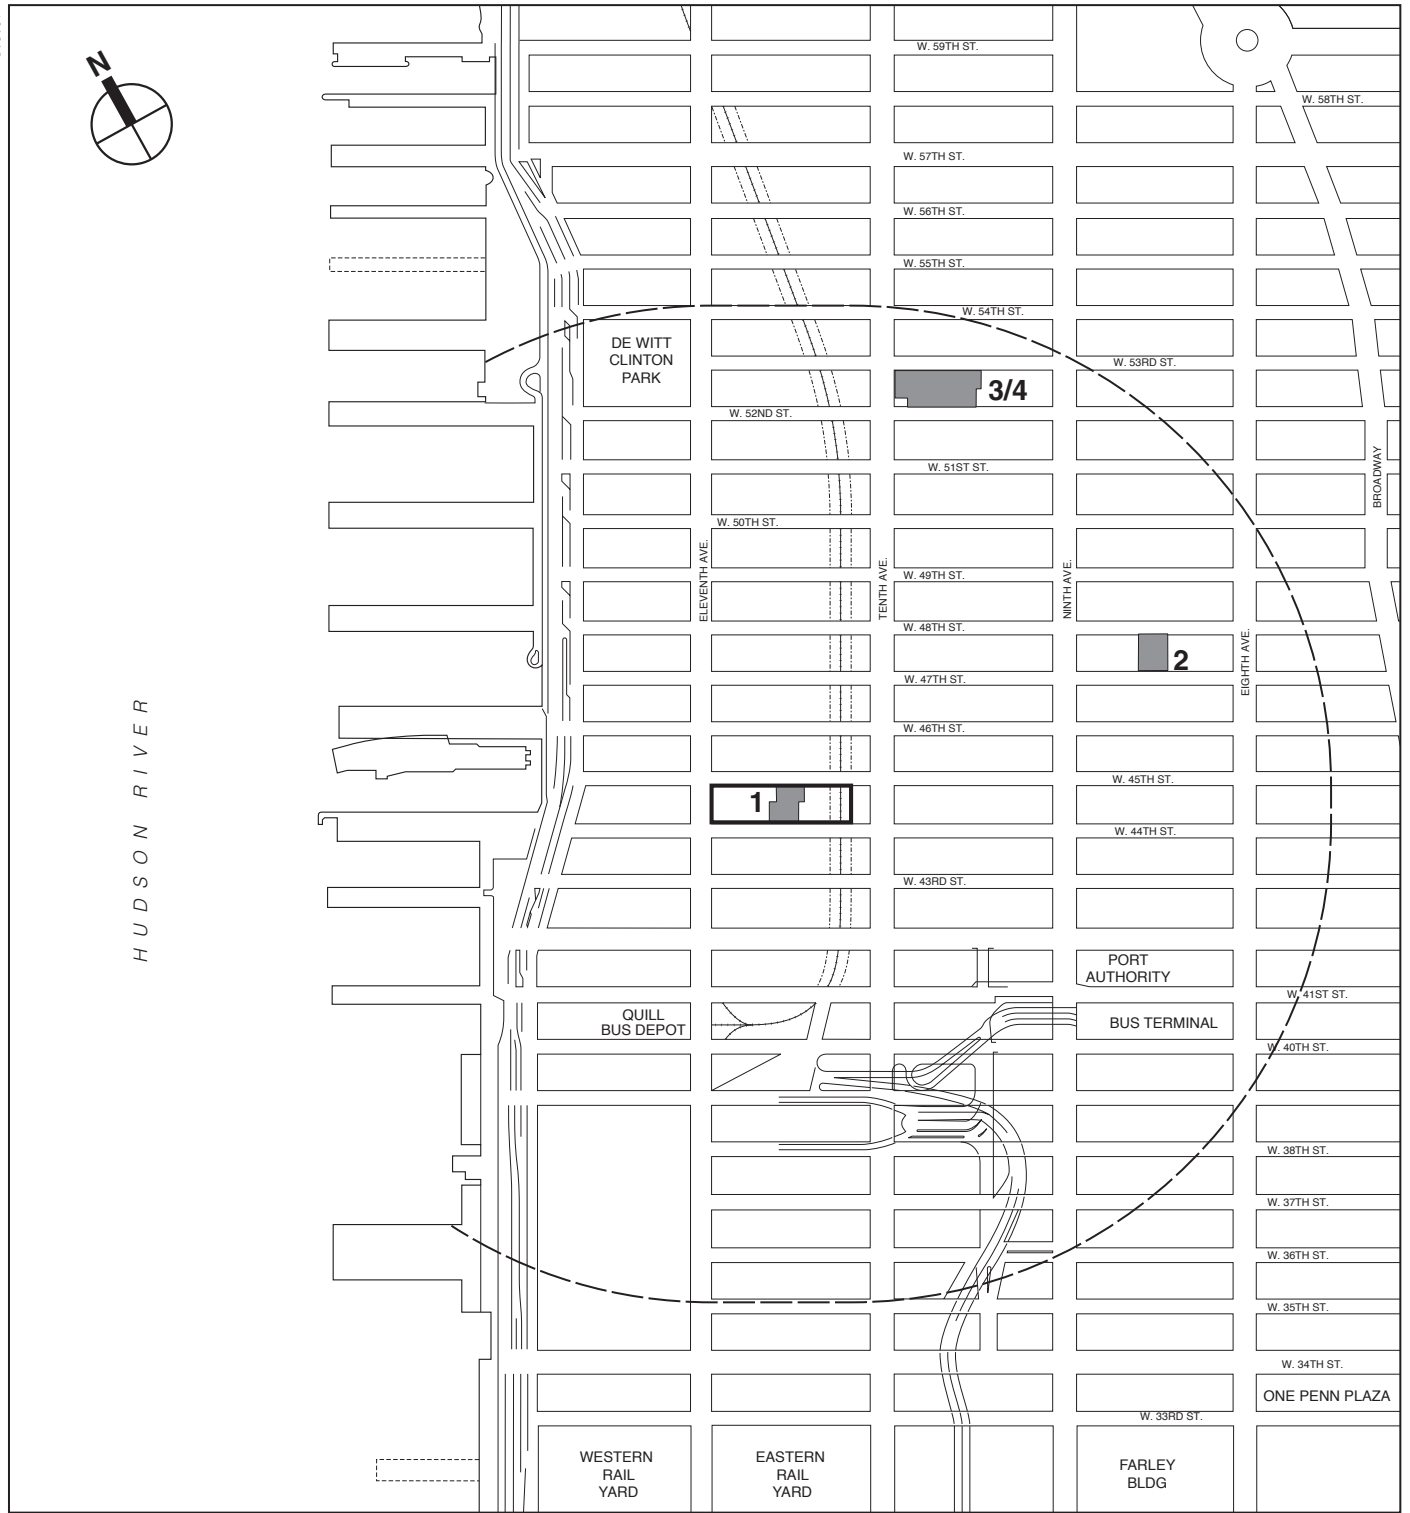 W. 59TH ST.
N
W. 58TH ST.
W. 57TH ST.
W. 56TH ST.
W. 55TH ST.
W. 54TH ST.
DE WITT
CLINTON
PARK
W. 53RD ST.
3/4
W. 52ND ST.
W. 51ST ST.
BROADWAY
W. 50TH ST.
ELEVENTH AVE.
TENTH AVE.
NINTH AVE.
W. 49TH ST.
W. 48TH ST.
EIGHTH AVE.
2
W. 47TH ST.
HUDSON RIVER
W. 46TH ST.
W. 45TH ST.
1
W. 44TH ST.
W. 43RD ST.
PORT
AUTHORITY
W. 41ST ST.
QUILL
BUS DEPOT
BUS TERMINAL
W. 40TH ST.
W. 38TH ST.
W. 37TH ST.
W. 36TH ST.
W. 35TH ST.
W. 34TH ST.
ONE PENN PLAZA
W. 33RD ST.
WESTERN
RAIL
YARD
EASTERN
RAIL
YARD
FARLEY
BLDG